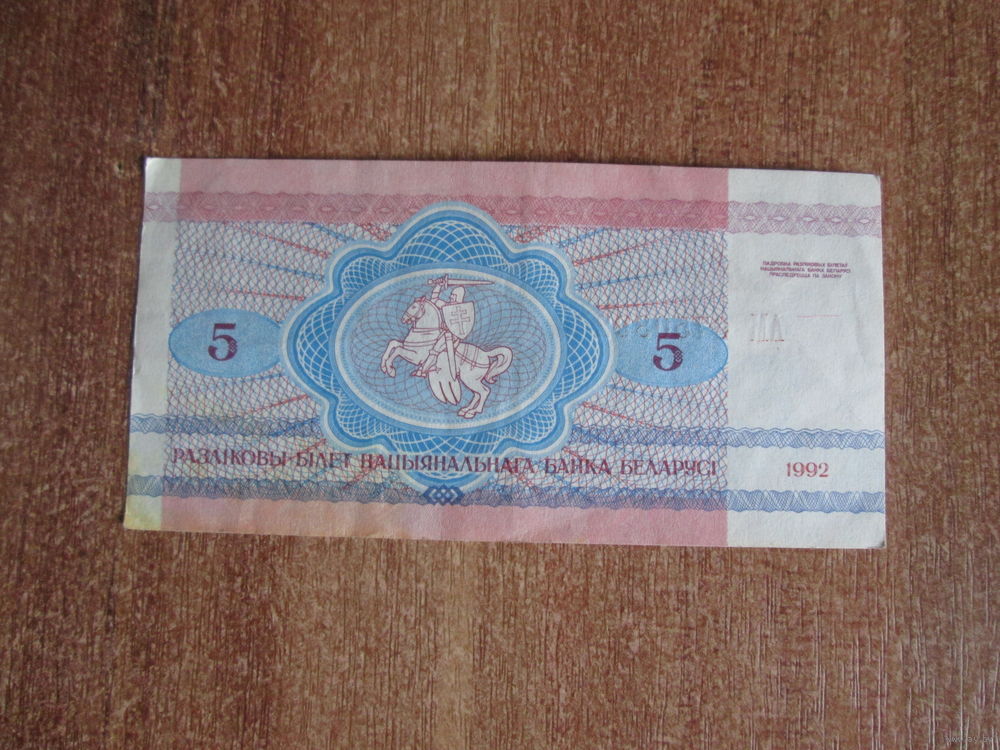 ПАДРОБКА РАЗЛІКОВЫХ БІЛЕТАЎ
НАЦЫЯНАЛЬНАГА БАНКА БЕЛАРУСІ
ПРАСЛЕДУЕЦЦА ПА ЗАКОНУ
5
5
РАЗЛІКОВЫ БІЛЕТ НАЦЫЯНАЛЬНАГА БАНКА БЕЛАРУСІ
1992